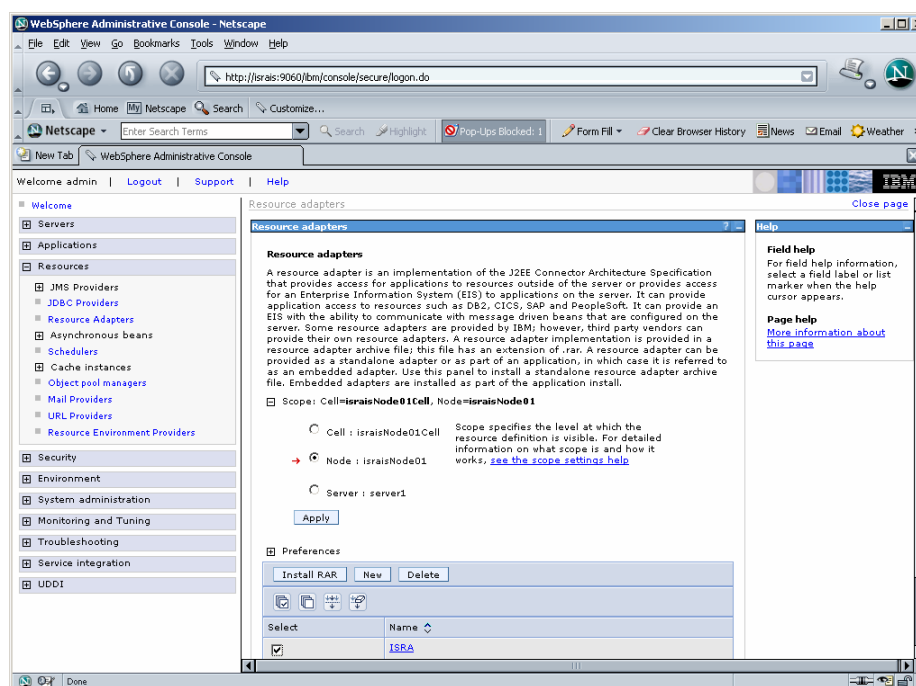 WebSphere Administrative Console - Netscape
File Edit View Go Bookmarks Tools Window Help
http://israis:9060/ibm/console/secure/logon.do
Home My Netscape Search Customize...
Netscape Enter Search Terms Search Highlight Pop-Ups Blocked: 1 Form Fill Clear Browser History News Email Weather
New Tab WebSphere Administrative Console
Welcome admin | Logout | Support | Help IBM
Welcome
Servers
Applications
Resources
JMS Providers
JDBC Providers
Resource Adapters
Asynchronous beans
Schedulers
Cache instances
Object pool managers
Mail Providers
URL Providers
Resource Environment Providers
Security
Environment
System administration
Monitoring and Tuning
Troubleshooting
Service integration
UDDI
Resource adapters Close page
Resource adapters ? -
Resource adapters
A resource adapter is an implementation of the J2EE Connector Architecture Specification
that provides access for applications to resources outside of the server or provides access
for an Enterprise Information System (EIS) to applications on the server. It can provide
application access to resources such as DB2, CICS, SAP and PeopleSoft. It can provide an
EIS with the ability to communicate with message driven beans that are configured on the
server. Some resource adapters are provided by IBM; however, third party vendors can
provide their own resource adapters. A resource adapter implementation is provided in a
resource adapter archive file; this file has an extension of .rar. A resource adapter can be
provided as a standalone adapter or as part of an application, in which case it is referred to
as an embedded adapter. Use this panel to install a standalone resource adapter archive
file. Embedded adapters are installed as part of the application install.
Scope: Cell=israisNode01Cell, Node=israisNode01
Cell : israisNode01Cell
Node : israisNode01
Server : server1
Scope specifies the level at which the
resource definition is visible. For detailed
information on what scope is and how it
works, see the scope settings help
Apply
Preferences
Install RAR New Delete
Select Name
ISRA
Help -
Field help
For field help information,
select a field label or list
marker when the help
cursor appears.
Page help
More information about
this page
Done